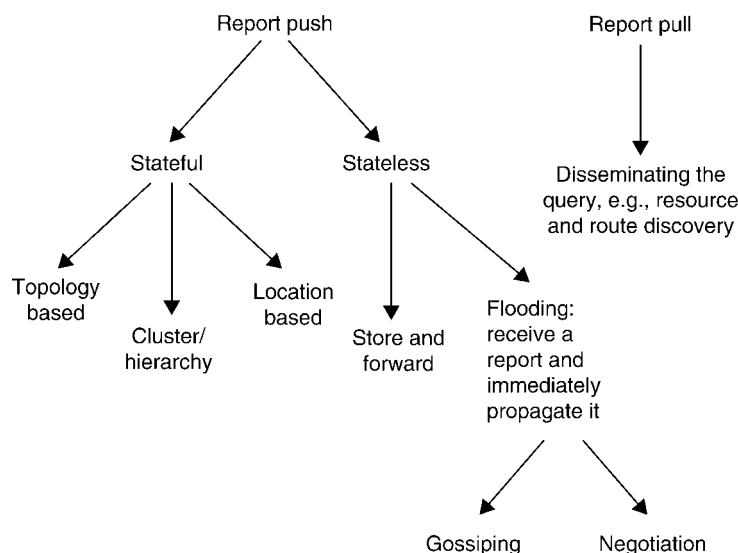 Report push
Report pull
Stateful
Stateless
Disseminating the
query, e.g., resource
and route discovery
Topology
based
Cluster/
hierarchy
Location
based
Store and
forward
Flooding:
receive a
report and
immediately
propagate it
Gossiping
Negotiation